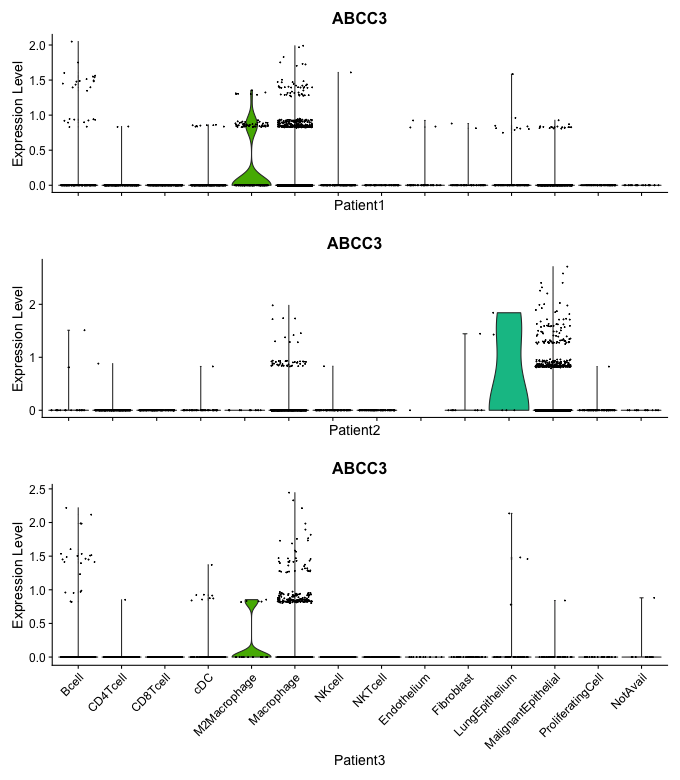 ABCC3
Expression Level
2.0
1.5
1.0
0.5
0.0
Patient1
ABCC3
Expression Level
2
1
0
Patient2
ABCC3
Expression Level
2.5
2.0
1.5
1.0
0.5
0.0
Bcell
CD4Tcell
CD8Tcell
cDC
M2Macrophage
Macrophage
NKcell
NKTcell
Endothelium
Fibroblast
LungEpithelium
MalignantEpithelial
ProliferatingCell
NotAvail
Patient3